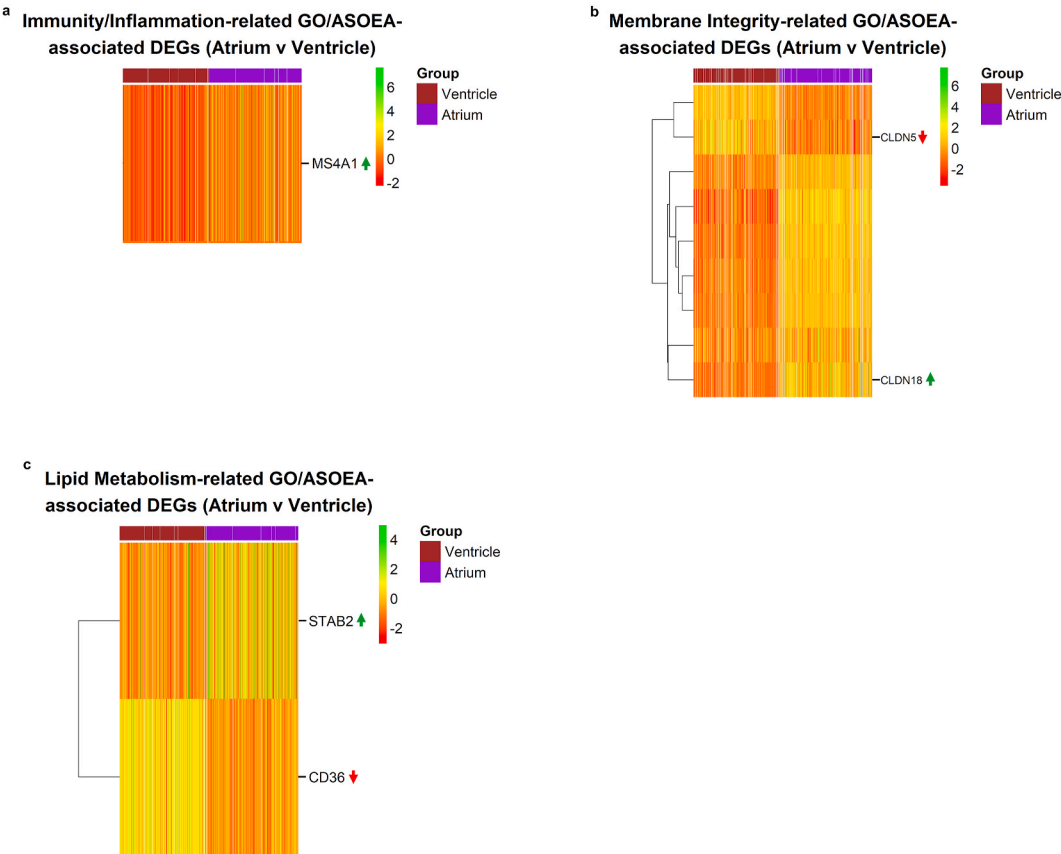 a
Immunity/Inflammation-related GO/ASOEA-
associated DEGs (Atrium v Ventricle)
Group
Ventricle
Atrium
6
4
2
0
-2
MS4A1
b
Membrane Integrity-related GO/ASOEA-
associated DEGs (Atrium v Ventricle)
Group
Ventricle
Atrium
6
4
2
0
-2
CLDN5
CLDN18
c
Lipid Metabolism-related GO/ASOEA-
associated DEGs (Atrium v Ventricle)
Group
Ventricle
Atrium
4
2
0
-2
STAB2
CD36